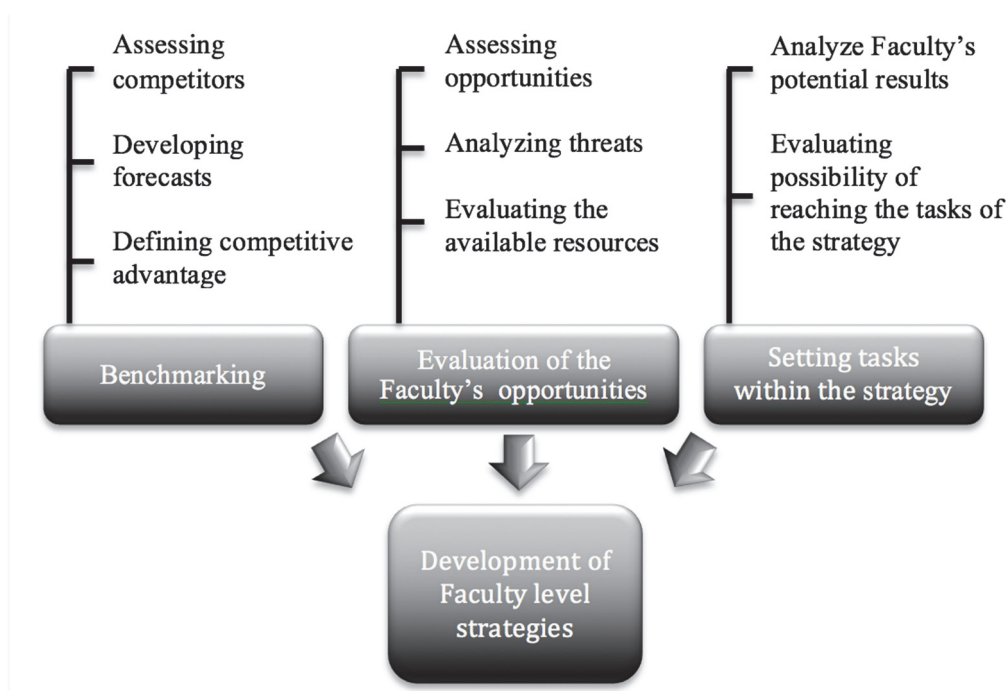 Assessing
competitors
Developing
forecasts
Defining competitive
advantage
Benchmarking
Assessing
opportunities
Analyzing threats
Evaluating the
available resources
Evaluation of the
Faculty's opportunities
Analyze Faculty's
potential results
Evaluating
possibility of
reaching the tasks of
the strategy
Setting tasks
within the strategy
Development of
Faculty level
strategies